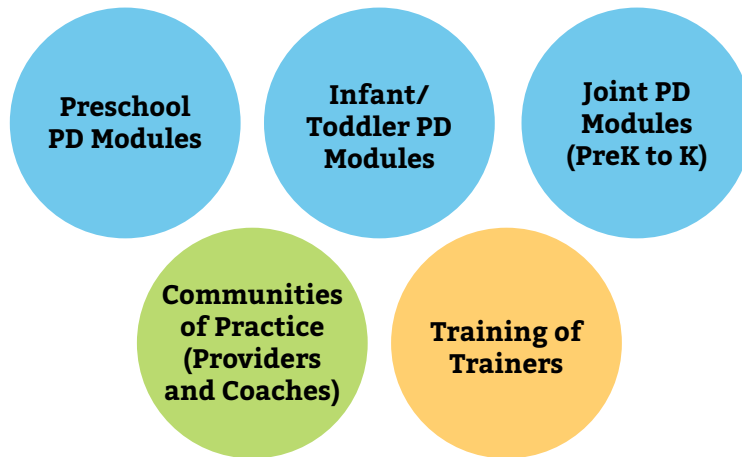 Preschool
PD Modules
Infant/
Toddler PD
Modules
Joint PD
Modules
(PreK to K)
Communities
of Practice
(Providers
and Coaches)
Training of
Trainers